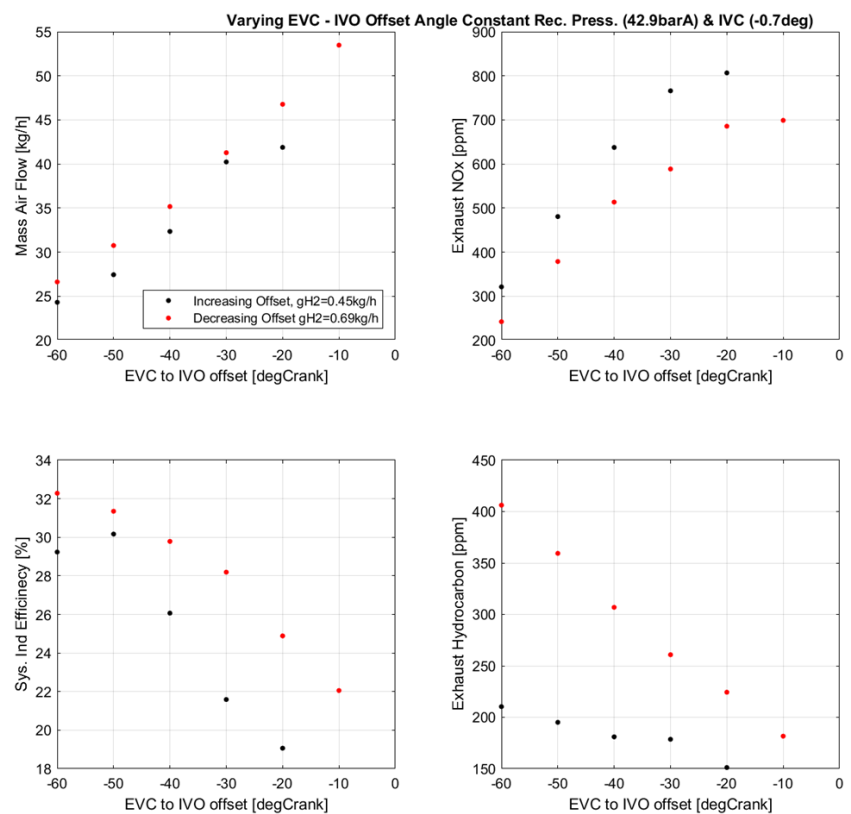 Varying EVC - IVO Offset Angle Constant Rec. Press. (42.9barA) & IVC (-0.7deg)
55
50
45
40
35
30
25
20
Mass Air Flow [kg/h]
Increasing Offset, gH2=0.45kg/h
Decreasing Offset gH2=0.69kg/h
-60 -50 -40 -30 -20 -10 0
EVC to IVO offset [degCrank]
900
800
700
600
500
400
300
200
Exhaust NOx [ppm]
-60 -50 -40 -30 -20 -10 0
EVC to IVO offset [degCrank]
34
32
30
28
26
24
22
20
18
Sys. Ind Efficinecy [%]
-60 -50 -40 -30 -20 -10 0
EVC to IVO offset [degCrank]
450
400
350
300
250
200
150
Exhaust Hydrocarbon [ppm]
-60 -50 -40 -30 -20 -10 0
EVC to IVO offset [degCrank]